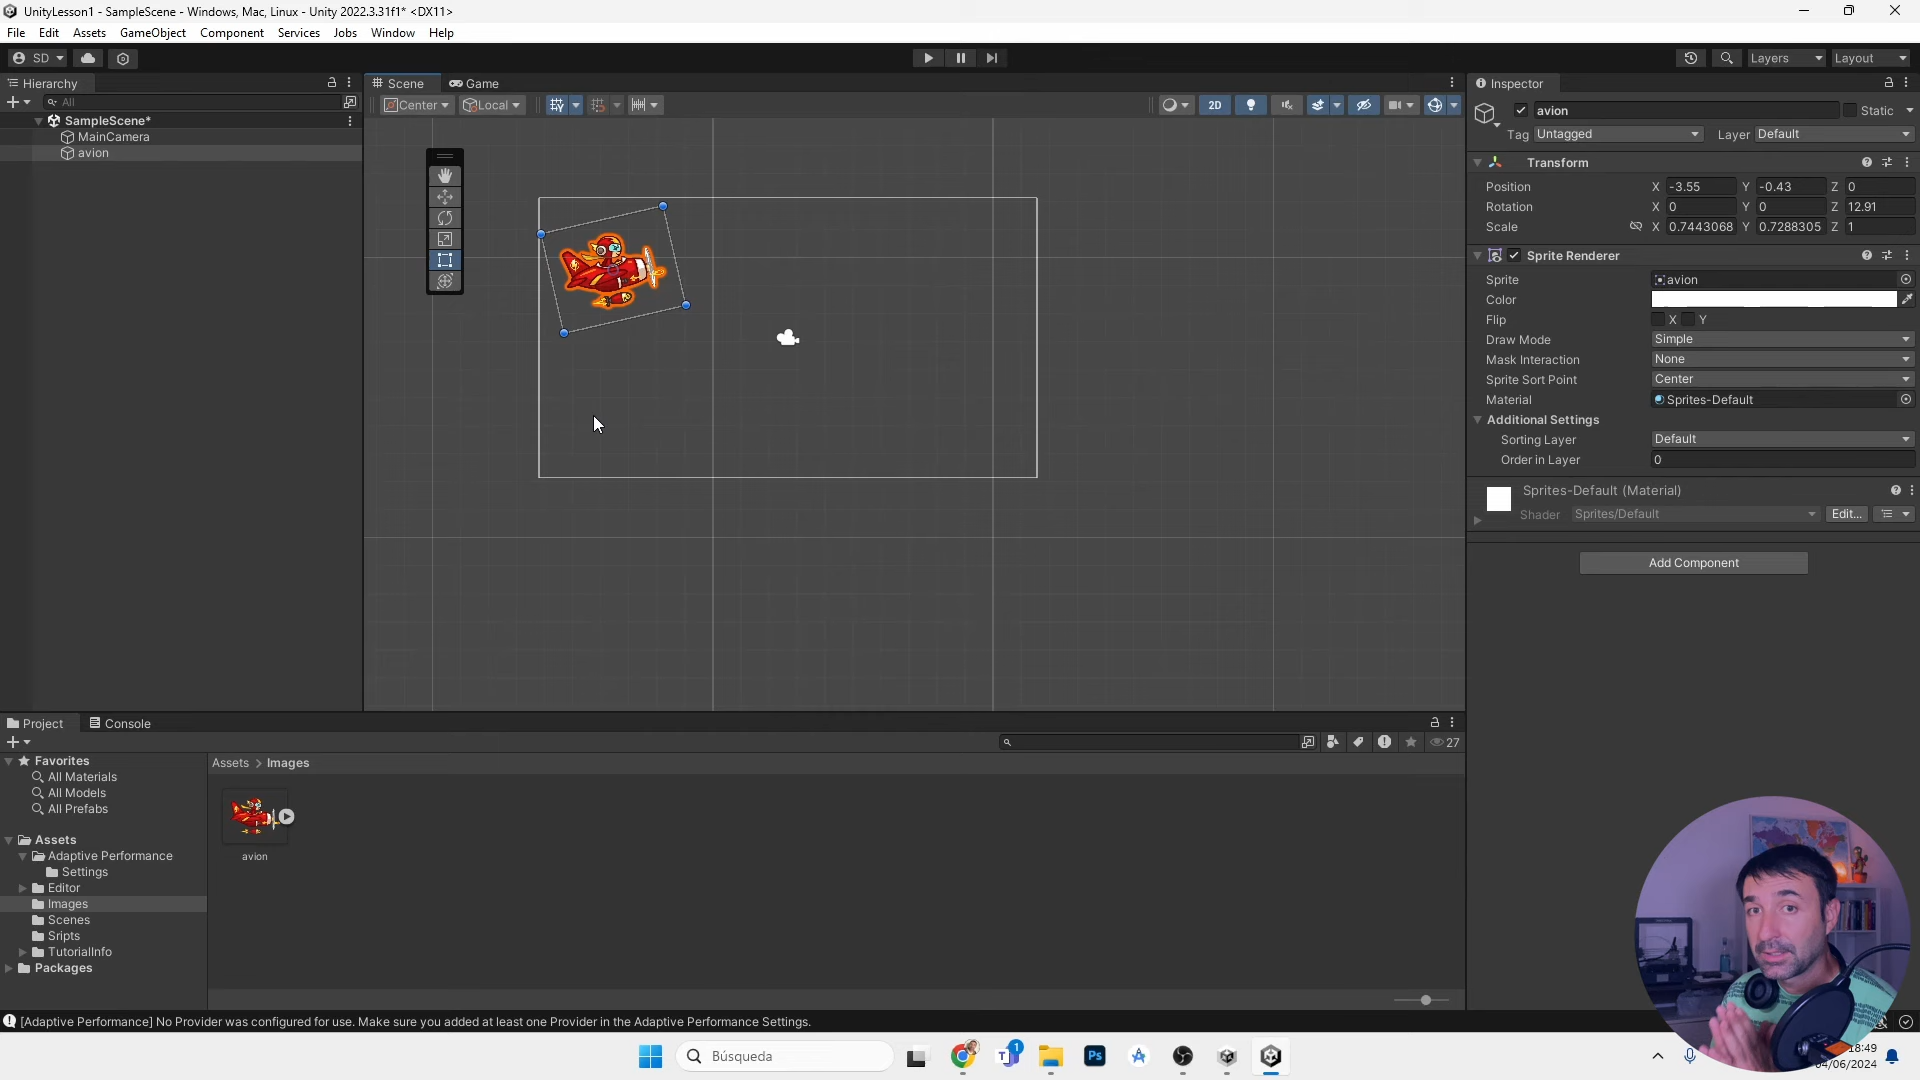 UnityLesson1 - SampleScene - Windows, Mac, Linux - Unity 2022.3.31f1* <DX11>
File Edit Assets GameObject Component Services Jobs Window Help
SD Layers Layout
Hierarchy
All
SampleScene*
MainCamera
avion
Scene Game
Center Local 2D
Inspector
avion Static
Tag Untagged Layer Default
Transform
Position X -3.55 Y -0.43 Z 0
Rotation X 0 Y 0 Z 12.91
Scale X 0.7443068 Y 0.7288305 Z 1
Sprite Renderer
Sprite avion
Color
Flip X Y
Draw Mode Simple
Mask Interaction None
Sprite Sort Point Center
Material Sprites-Default
Additional Settings
Sorting Layer Default
Order in Layer 0
Sprites-Default (Material)
Shader Sprites/Default Edit...
Add Component
Project Console
27
Favorites
All Materials
All Models
All Prefabs
Assets
Adaptive Performance
Settings
Editor
Images
Scenes
Sripts
TutorialInfo
Packages
Assets > Images
avion
[Adaptive Performance] No Provider was configured for use. Make sure you added at least one Provider in the Adaptive Performance Settings.
Búsqueda
1
Ps
18:49
04/06/2024